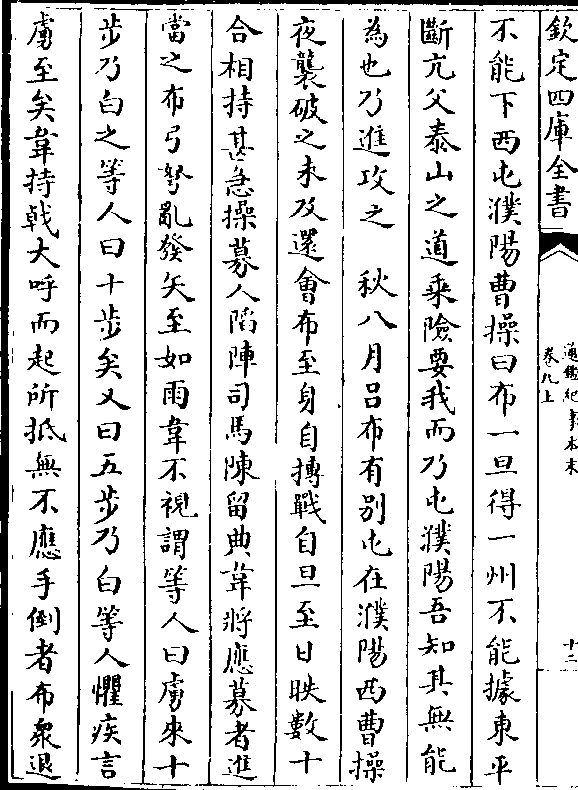 欽定四庫全書
通鑑紀事本末
卷九上
十二
不能下西屯濮陽曹操曰布一旦得一州不能據東平
斷亢父泰山之道乘險要我而乃屯濮陽吾知其無能
為也乃進攻之　秋八月吕布有别屯在濮陽西曹操
夜襲破之未及還會布至身自搏戰自旦至日昳數十
合相持甚急操募人陷陣司馬陳留典韋將應募者進
當之布弓弩亂發矢至如雨韋不視謂等人曰虜來十
步乃白之等人曰十步矣又曰五步乃白等人懼疾言
虜至矣韋持戟大呼而起所抵無不應手倒者布衆退